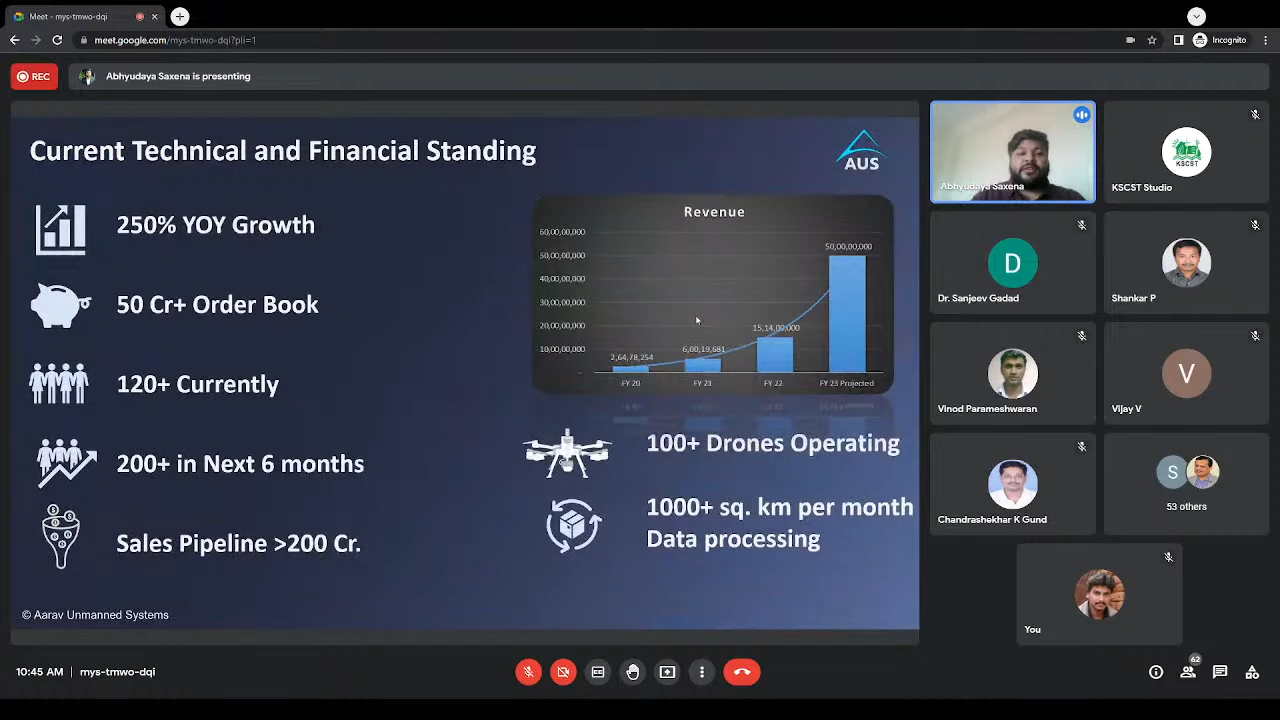 Meet - mys-tmwo-dqi
meet.google.com/mys-tmwo-dqi?pli=1
Incognito
REC
Abhyudaya Saxena is presenting
Current Technical and Financial Standing
AUS
250% YOY Growth
50 Cr+ Order Book
120+ Currently
200+ in Next 6 months
Sales Pipeline >200 Cr.
Revenue
60,00,00,000
50,00,00,000
40,00,00,000
30,00,00,000
20,00,00,000
10,00,00,000
-
2,64,78,254
6,00,19,681
15,14,00,000
50,00,00,000
FY 20
FY 21
FY 22
FY 23 Projected
100+ Drones Operating
1000+ sq. km per month
Data processing
© Aarav Unmanned Systems
Abhyudaya Saxena
KSCST
KSCST Studio
D
Dr. Sanjeev Gadad
Shankar P
Vinod Parameshwaran
V
Vijay V
Chandrashekhar K Gund
S
53 others
You
10:45 AM | mys-tmwo-dqi
62